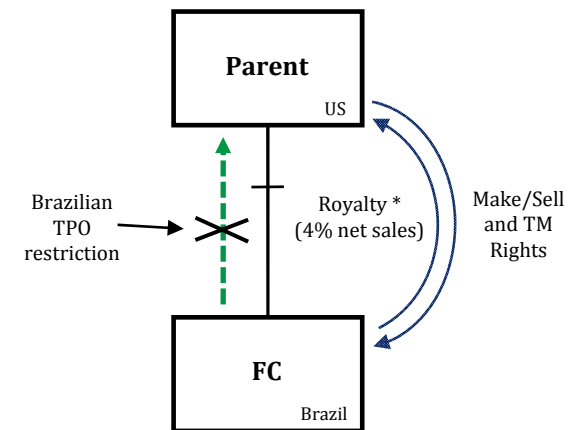 Parent
US
Brazilian
TPO
restriction
Royalty *
(4% net sales)
Make/Sell
and TM
Rights
FC
Brazil